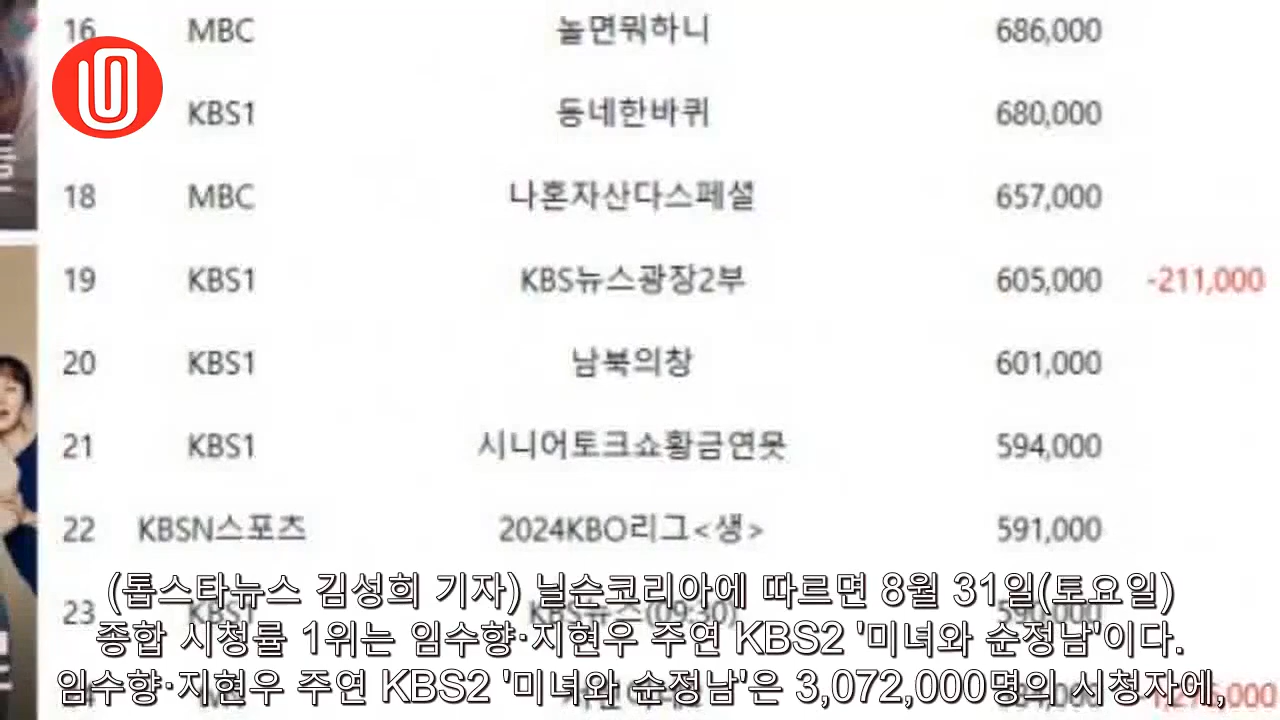 16 MBC 놀면뭐하니 686,000
KBS1 동네한바퀴 680,000
18 MBC 나혼자산다스페셜 657,000
19 KBS1 KBS뉴스광장2부 605,000 -211,000
20 KBS1 남북의창 601,000
21 KBS1 시니어토크쇼황금연못 594,000
22 KBSN스포츠 2024KBO리그<생> 591,000
(톱스타뉴스 김성희 기자) 닐슨코리아에 따르면 8월 31일(토요일)
23 KBS뉴스(09:30)
종합 시청률 1위는 임수향·지현우 주연 KBS2 '미녀와 순정남'이다.
임수향·지현우 주연 KBS2 '미녀와 순정남'은 3,072,000명의 시청자에,